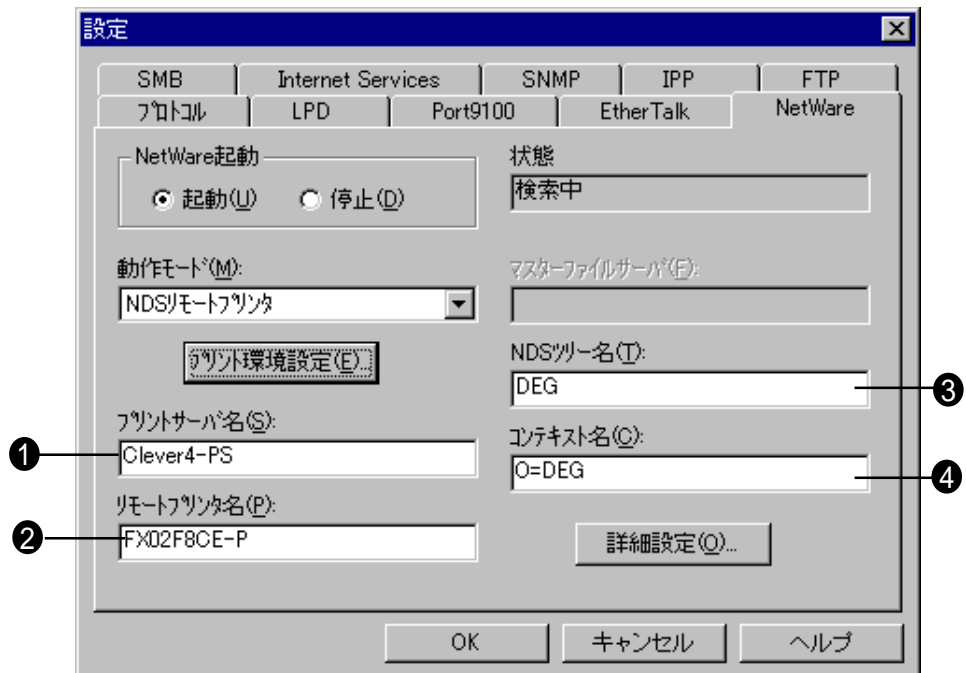 設定
SMB Internet Services SNMP IPP FTP
ﾌﾟﾛﾄｺﾙ LPD Port9100 EtherTalk NetWare
NetWare起動
起動(U) 停止(D)
状態
検索中
動作ﾓｰﾄﾞ(M):
NDSﾘﾓｰﾄﾌﾟﾘﾝﾀ
ﾏｽﾀｰﾌｧｲﾙｻｰﾊﾞ(F):
ﾌﾟﾘﾝﾄ環境設定(E)...
NDSﾂﾘｰ名(T):
DEG
❸
ﾌﾟﾘﾝﾄｻｰﾊﾞ名(S):
❶
Clever4-PS
ｺﾝﾃｷｽﾄ名(C):
O=DEG
❹
ﾘﾓｰﾄﾌﾟﾘﾝﾀ名(P):
❷
FX02F8CE-P
詳細設定(O)...
OK キャンセル ヘルプ